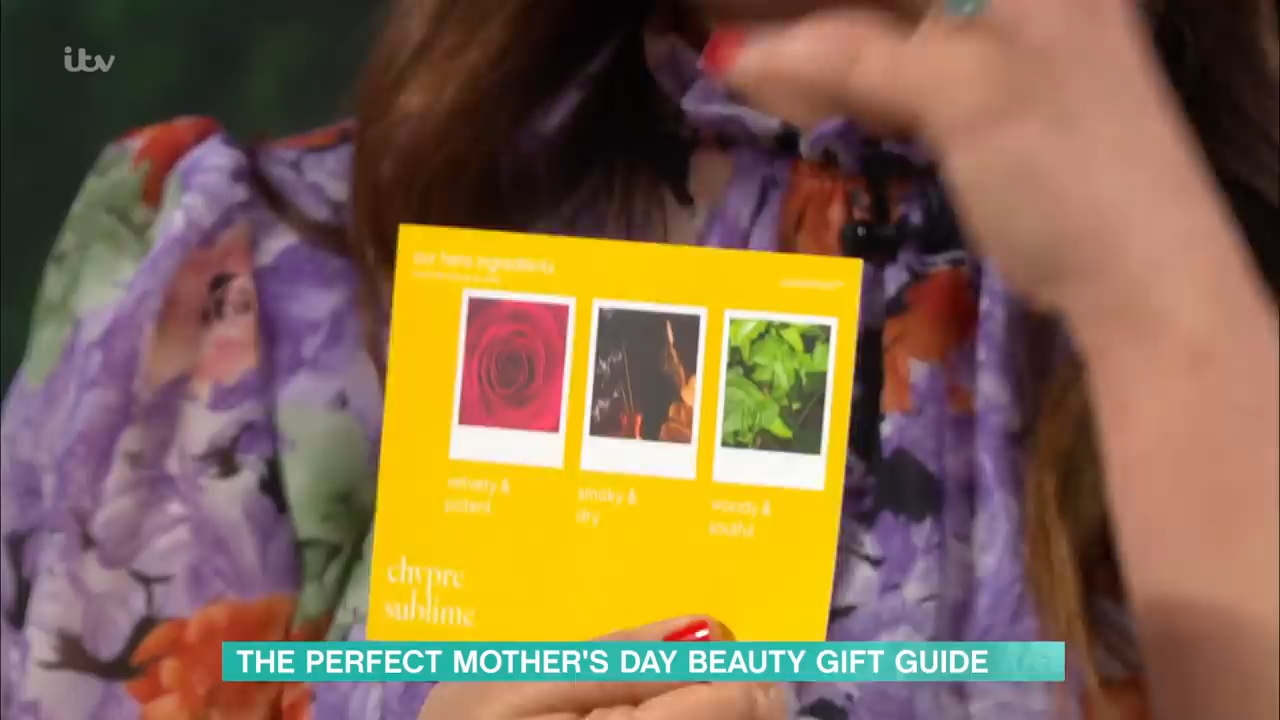 itv
our hero ingredients
velvety &
potent
smoky &
dry
woody &
soulful
chypre
sublime
THE PERFECT MOTHER'S DAY BEAUTY GIFT GUIDE